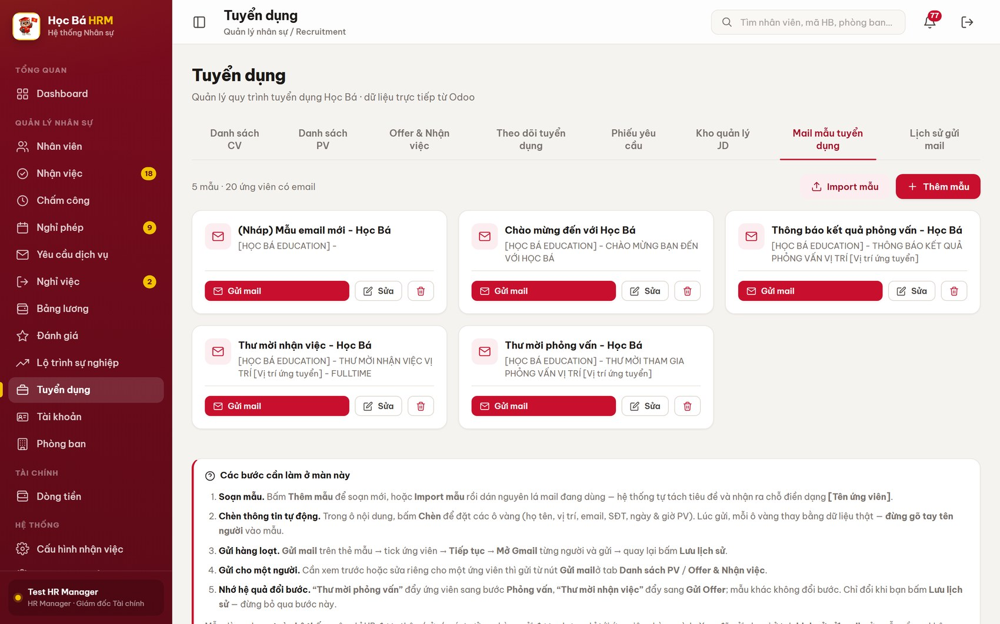 Học Bá HRM
Hệ thống Nhân sự
TỔNG QUAN
Dashboard
QUẢN LÝ NHÂN SỰ
Nhân viên
Nhận việc 18
Chấm công
Nghỉ phép 9
Yêu cầu dịch vụ
Nghỉ việc 2
Bảng lương
Đánh giá
Lộ trình sự nghiệp
Tuyển dụng
Tài khoản
Phòng ban
TÀI CHÍNH
Dòng tiền
HỆ THỐNG
Cấu hình nhận việc
Test HR Manager
HR Manager · Giám đốc Tài chính
Tuyển dụng
Quản lý nhân sự / Recruitment
Tìm nhân viên, mã HB, phòng ban...
77
Tuyển dụng
Quản lý quy trình tuyển dụng Học Bá · dữ liệu trực tiếp từ Odoo
Danh sách CV
Danh sách PV
Offer & Nhận việc
Theo dõi tuyển dụng
Phiếu yêu cầu
Kho quản lý JD
Mail mẫu tuyển dụng
Lịch sử gửi mail
5 mẫu · 20 ứng viên có email
Import mẫu
Thêm mẫu
(Nháp) Mẫu email mới - Học Bá
[HỌC BÁ EDUCATION] -
Gửi mail Sửa
Chào mừng đến với Học Bá
[HỌC BÁ EDUCATION] - CHÀO MỪNG BẠN ĐẾN
VỚI HỌC BÁ
Gửi mail Sửa
Thông báo kết quả phỏng vấn - Học Bá
[HỌC BÁ EDUCATION] - THÔNG BÁO KẾT QUẢ
PHỎNG VẤN VỊ TRÍ [Vị trí ứng tuyển]
Gửi mail Sửa
Thư mời nhận việc - Học Bá
[HỌC BÁ EDUCATION] - THƯ MỜI NHẬN VIỆC VỊ
TRÍ [Vị trí ứng tuyển] - FULLTIME
Gửi mail Sửa
Thư mời phỏng vấn - Học Bá
[HỌC BÁ EDUCATION] - THƯ MỜI THAM GIA
PHỎNG VẤN VỊ TRÍ [Vị trí ứng tuyển]
Gửi mail Sửa
Các bước cần làm ở màn này
1. Soạn mẫu. Bấm Thêm mẫu để soạn mới, hoặc Import mẫu rồi dán nguyên lá mail đang dùng — hệ thống tự tách tiêu đề và nhận ra chỗ điền dạng [Tên ứng viên].
2. Chèn thông tin tự động. Trong ô nội dung, bấm Chèn để đặt các ô vàng (họ tên, vị trí, email, SĐT, ngày & giờ PV). Lúc gửi, mỗi ô vàng thay bằng dữ liệu thật — đừng gõ tay tên
người vào mẫu.
3. Gửi hàng loạt. Gửi mail trên thẻ mẫu → tick ứng viên → Tiếp tục → Mở Gmail từng người và gửi → quay lại bấm Lưu lịch sử.
4. Gửi cho một người. Cần xem trước hoặc sửa riêng cho một ứng viên thì gửi từ nút Gửi mailở tab Danh sách PV / Offer & Nhận việc.
5. Nhớ hệ quả đổi bước. “Thư mời phỏng vấn” đẩy ứng viên sang bước Phỏng vấn, “Thư mời nhận việc” đẩy sang Gửi Offer; mẫu khác không đổi bước. Chỉ đổi khi bạn bấm Lưu lịch
sử — đừng bỏ qua bước này.